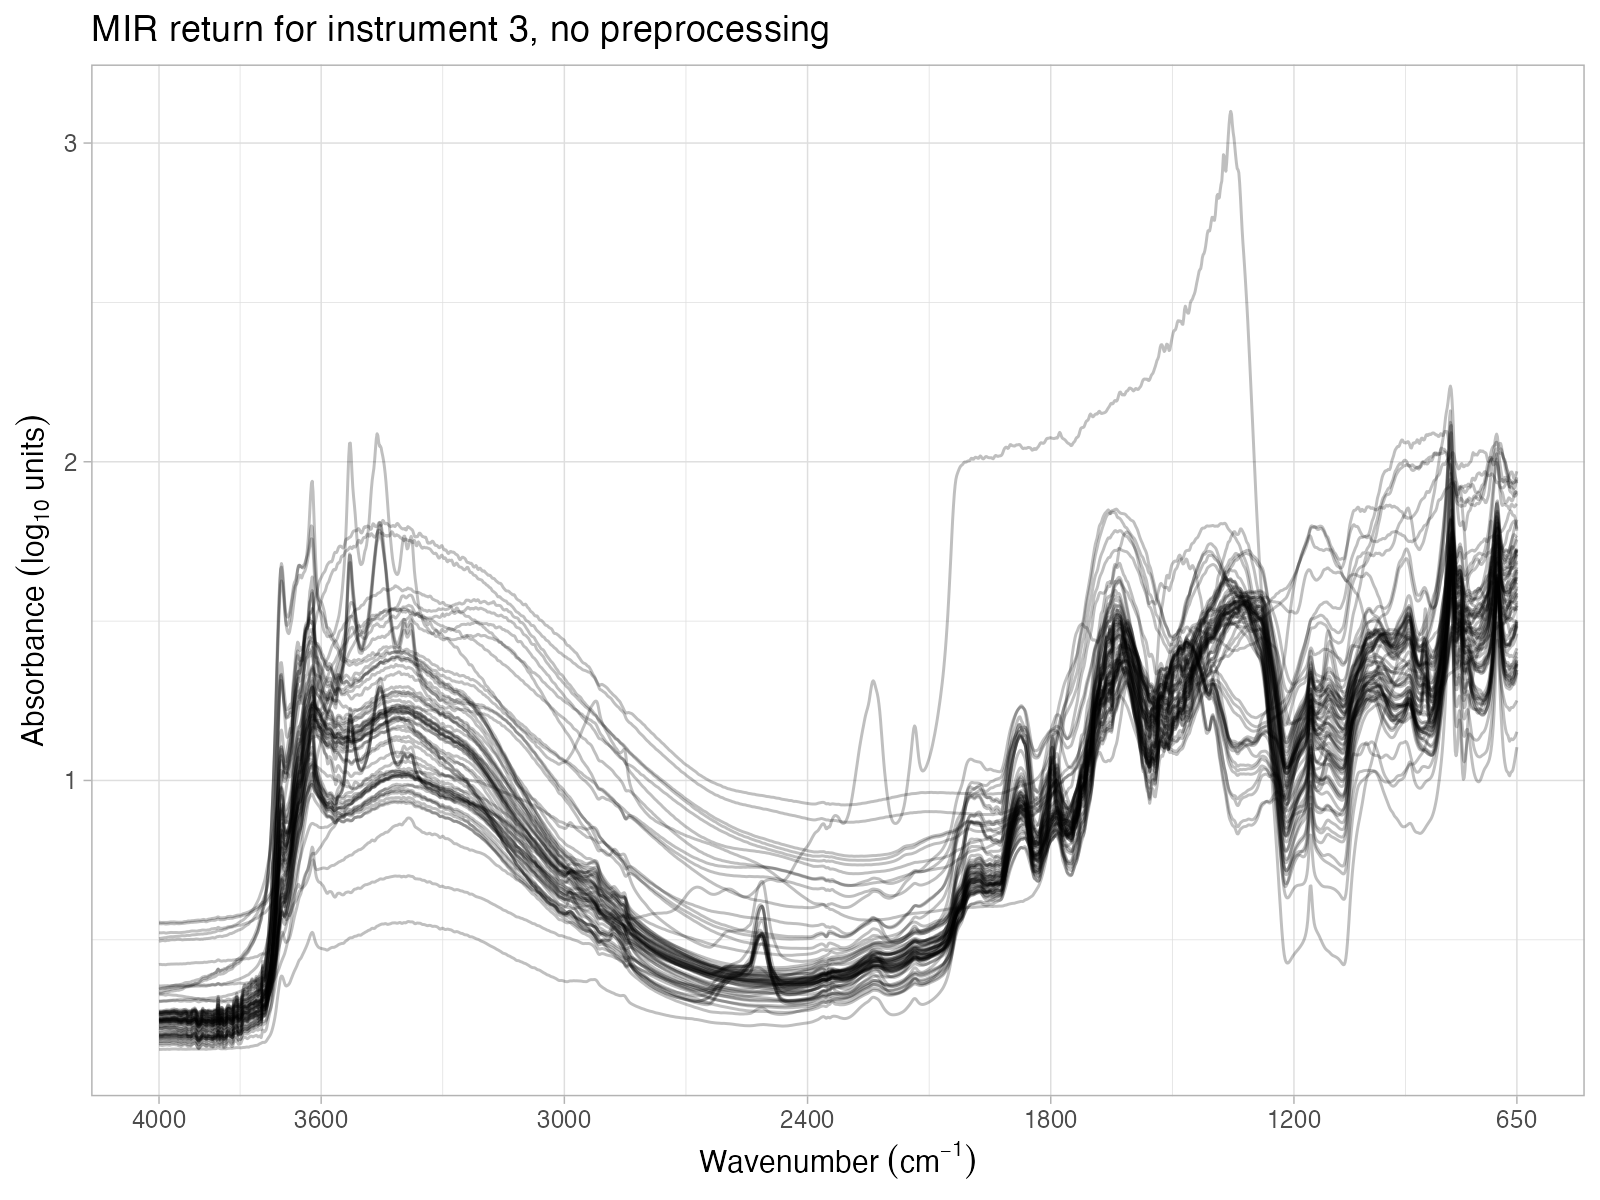 MIR return for instrument 3, no preprocessing
3
2
1
Absorbance (log₁₀ units)
4000 3600 3000 2400 1800 1200 650
Wavenumber (cm⁻¹)